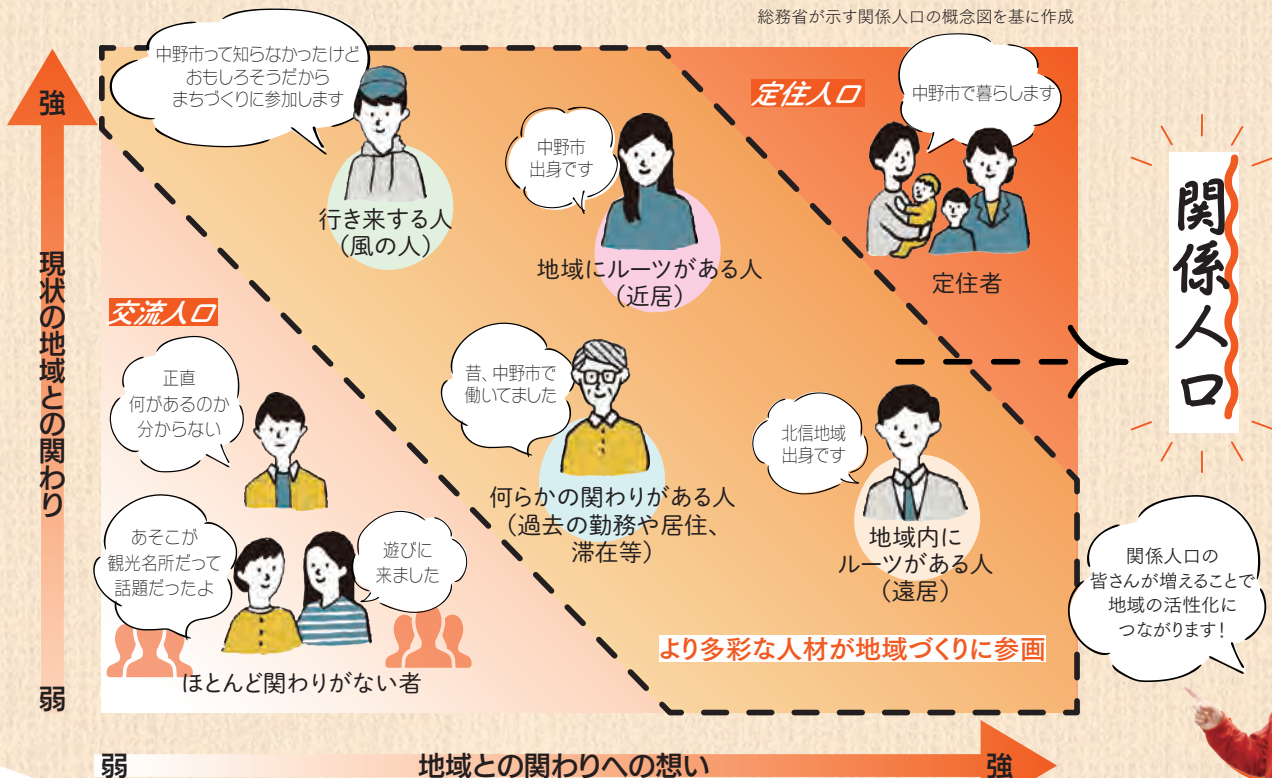 総務省が示す関係人口の概念図を基に作成
強
現状の地域との関わり
弱
中野市って知らなかったけど
おもしろそうだから
まちづくりに参加します
行き来する人
（風の人）
中野市
出身です
地域にルーツがある人
（近居）
定住人口
中野市で暮らします
定住者
交流人口
正直
何があるのか
分からない
あそこが
観光名所だって
話題だったよ
遊びに
来ました
ほとんど関わりがない者
昔、中野市で
働いてました
何らかの関わりがある人
（過去の勤務や居住、
滞在等）
北信地域
出身です
地域内に
ルーツがある人
（遠居）
より多彩な人材が地域づくりに参画
関係人口
関係人口の
皆さんが増えることで
地域の活性化に
つながります！
弱
地域との関わりへの想い
強